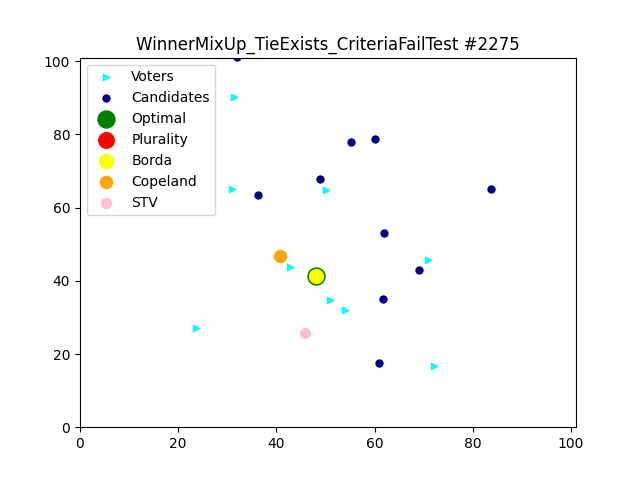 WinnerMixUp_TieExists_CriteriaFailTest #2275
100
80
60
40
20
0
Voters
Candidates
Optimal
Plurality
Borda
Copeland
STV
0 20 40 60 80 100